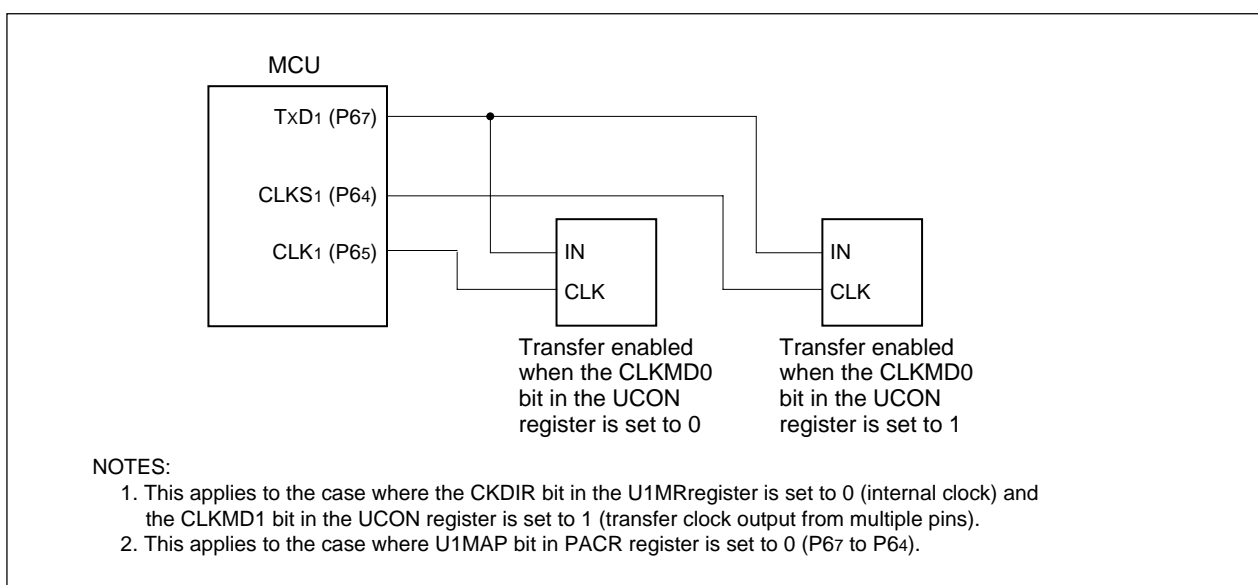 MCU
TxD1 (P67)
CLKS1 (P64)
CLK1 (P65)
IN
CLK
IN
CLK
Transfer enabled
when the CLKMD0
bit in the UCON
register is set to 0
Transfer enabled
when the CLKMD0
bit in the UCON
register is set to 1
NOTES:
1. This applies to the case where the CKDIR bit in the U1MRregister is set to 0 (internal clock) and
the CLKMD1 bit in the UCON register is set to 1 (transfer clock output from multiple pins).
2. This applies to the case where U1MAP bit in PACR register is set to 0 (P67 to P64).